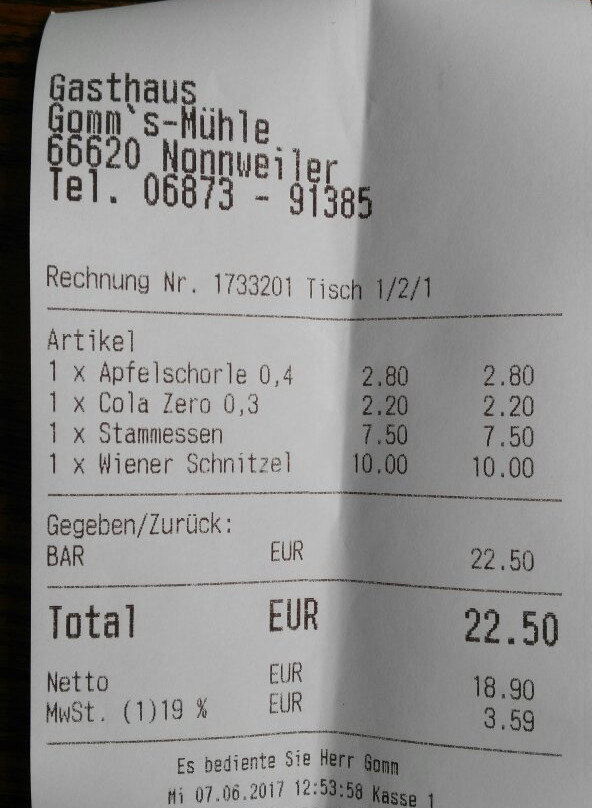 Gasthaus
Gomm`s-Mühle
66620 Nonnweiler
Tel. 06873 - 91385
Rechnung Nr. 1733201 Tisch 1/2/1
Artikel
1 x Apfelschorle 0,4 2.80 2.80
1 x Cola Zero 0,3 2.20 2.20
1 x Stammessen 7.50 7.50
1 x Wiener Schnitzel 10.00 10.00
Gegeben/Zurück:
BAR EUR 22.50
Total EUR 22.50
Netto EUR 18.90
MwSt. (1)19 % EUR 3.59
Es bediente Sie Herr Gomm
Mi 07.06.2017 12:53:58 Kasse 1